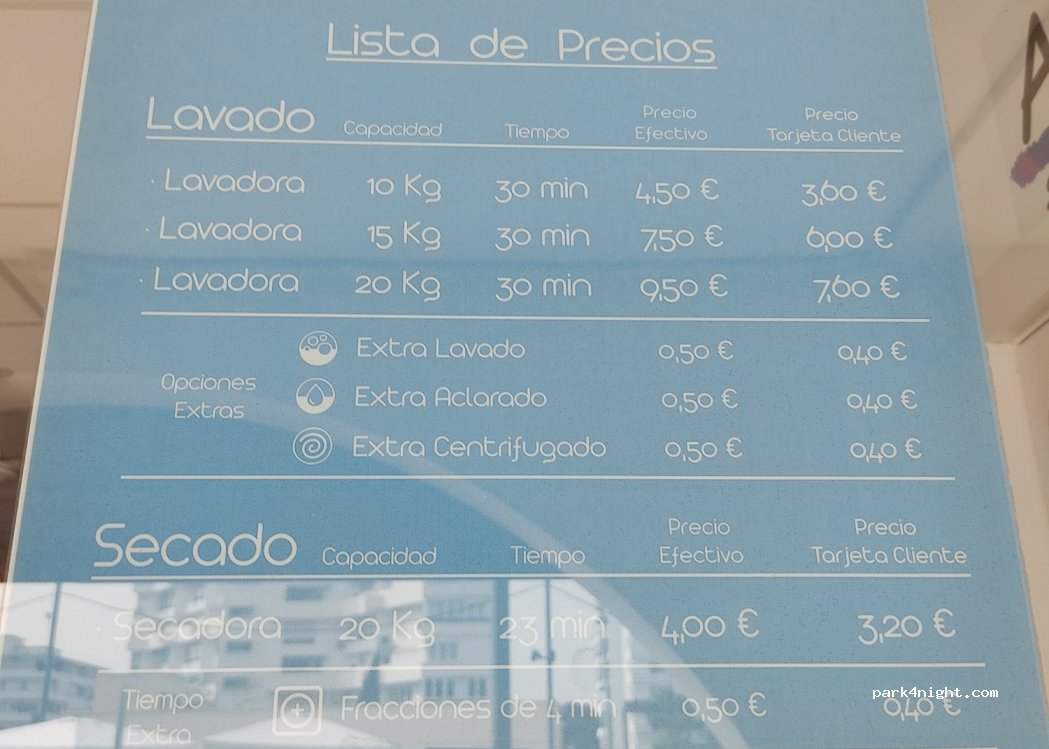 Lista de Precios
Lavado Capacidad Tiempo Precio Efectivo Precio Tarjeta Cliente
· Lavadora 10 Kg 30 min 4,50 € 3,60 €
· Lavadora 15 Kg 30 min 7,50 € 6,00 €
· Lavadora 20 Kg 30 min 9,50 € 7,60 €
Opciones Extras
Extra Lavado 0,50 € 0,40 €
Extra Aclarado 0,50 € 0,40 €
Extra Centrifugado 0,50 € 0,40 €
Secado Capacidad Tiempo Precio Efectivo Precio Tarjeta Cliente
· Secadora 20 Kg 23 min 4,00 € 3,20 €
Tiempo Extra Fracciones de 4 min 0,50 € 0,40 €
park4night.com